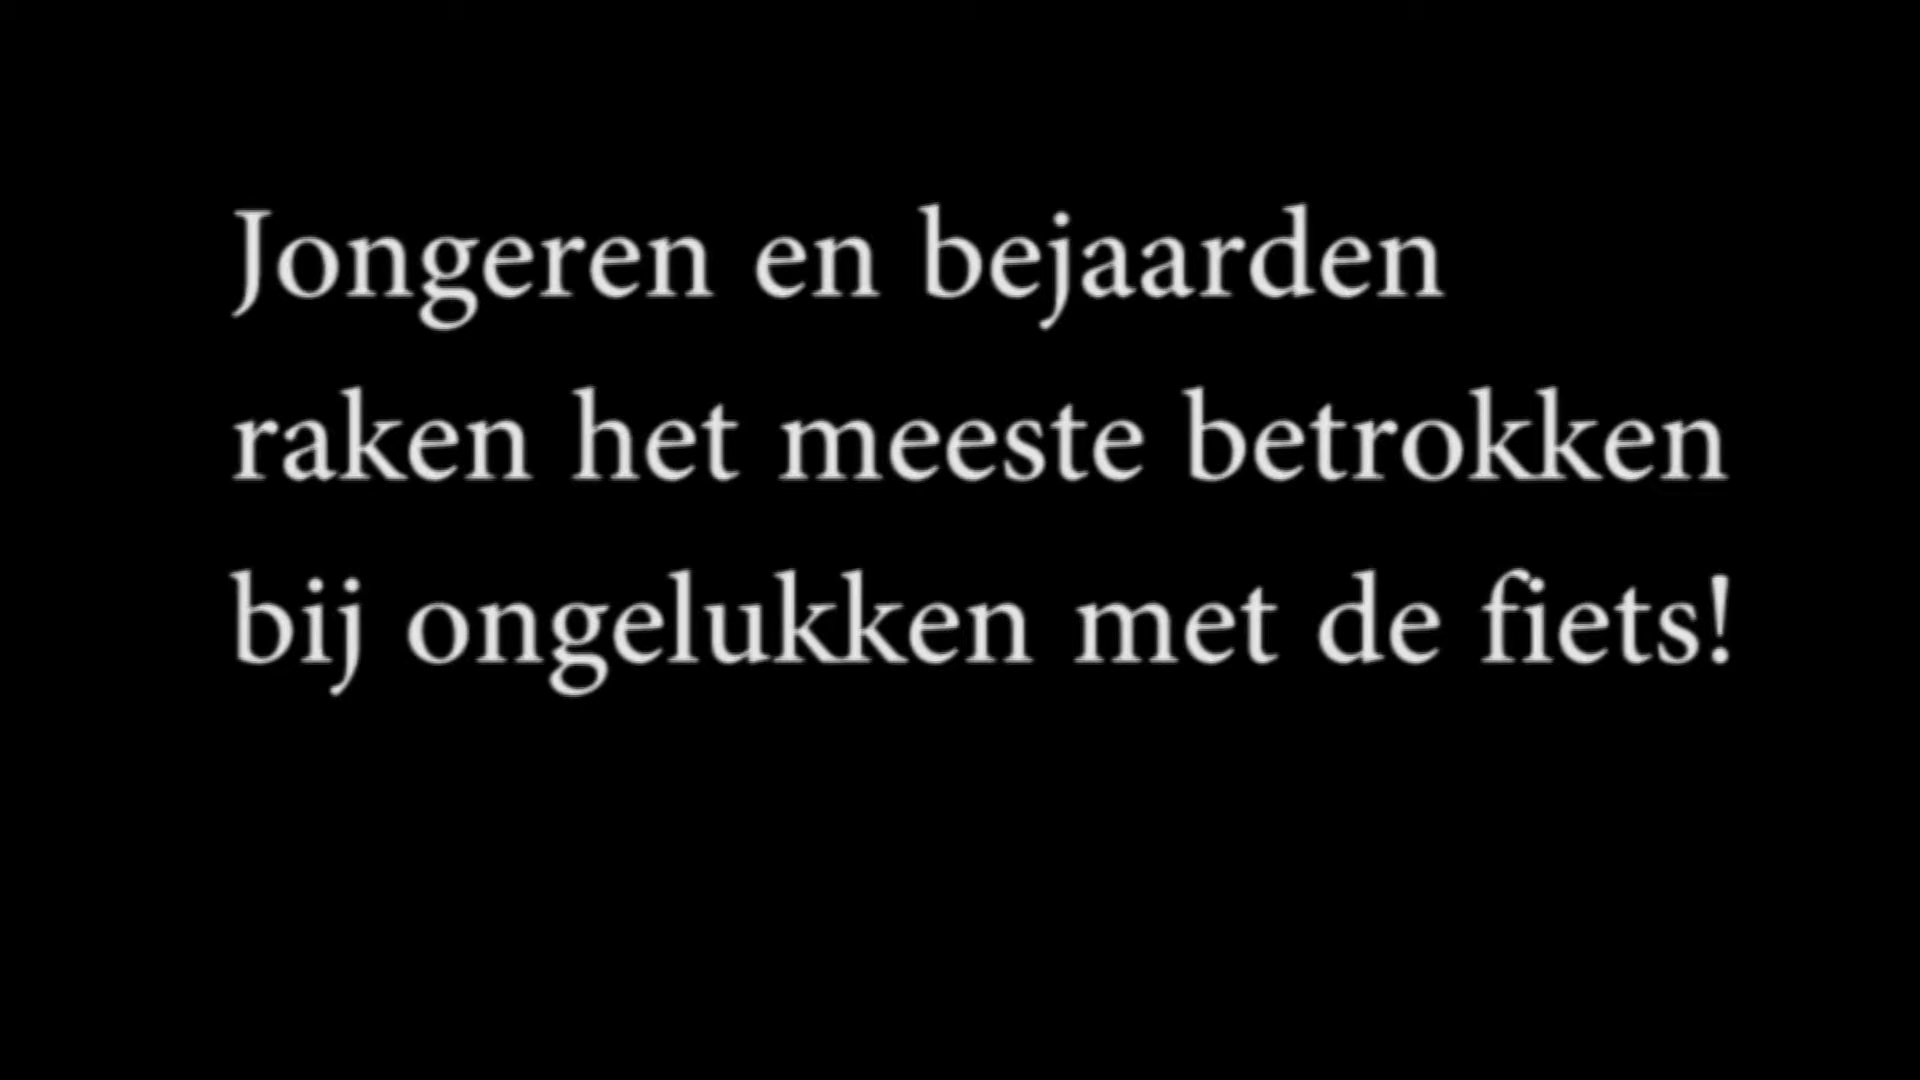 Jongeren en bejaarden
raken het meeste betrokken
bij ongelukken met de fiets!